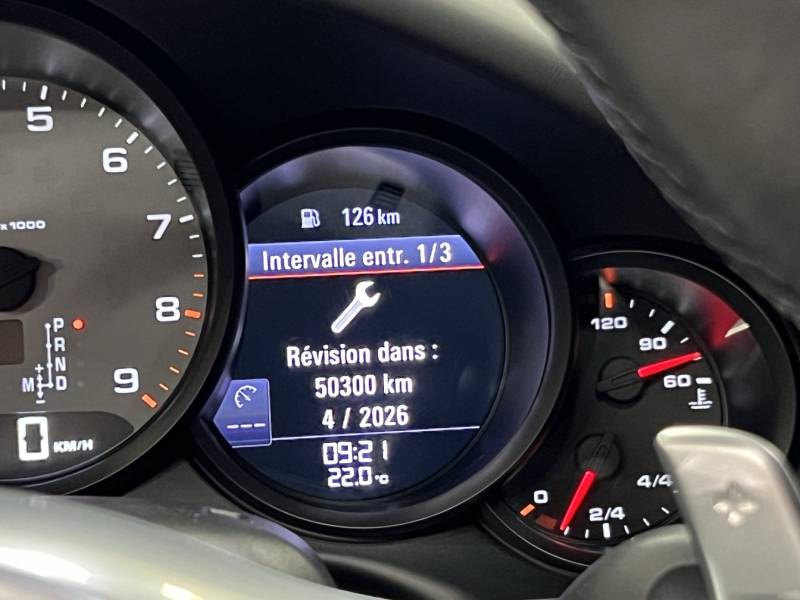 5
6
x1000
7
8
9
P
R
N
M D
+
-
0 KM/H
126 km
Intervalle entr. 1/3
Révision dans :
50300 km
4 / 2026
---
09:21
22.0 °C
120
90
60
0
2/4
4/4